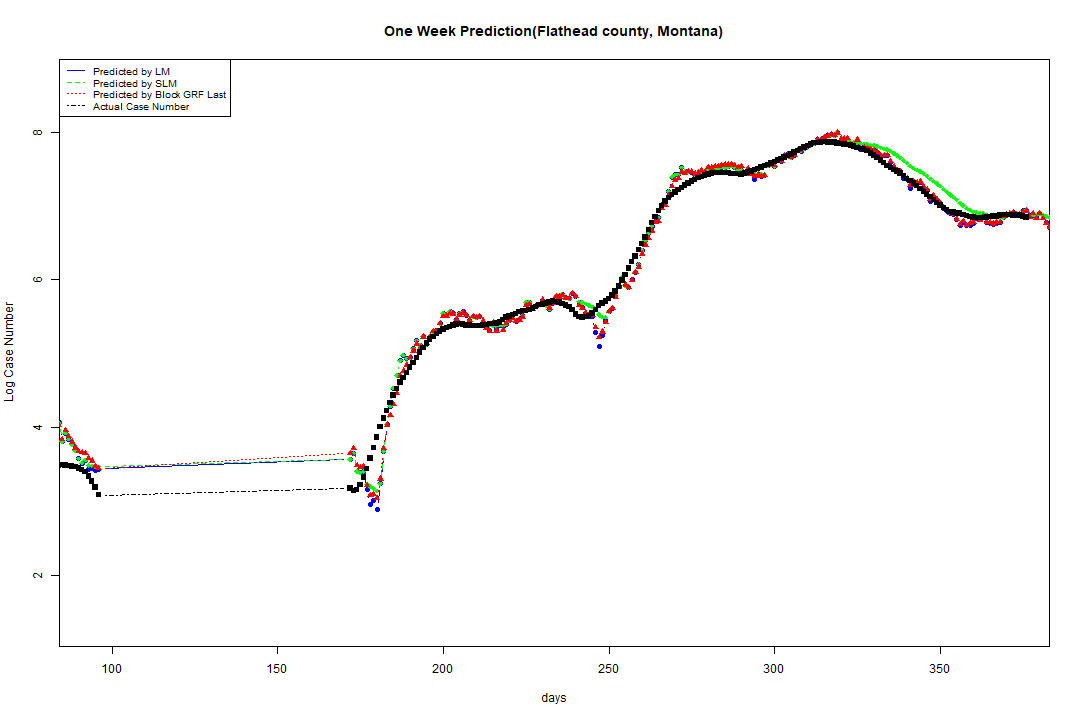 One Week Prediction(Flathead county, Montana)
Predicted by LM
Predicted by SLM
Predicted by Block GRF Last
Actual Case Number
8
6
4
2
Log Case Number
100 150 200 250 300 350
days